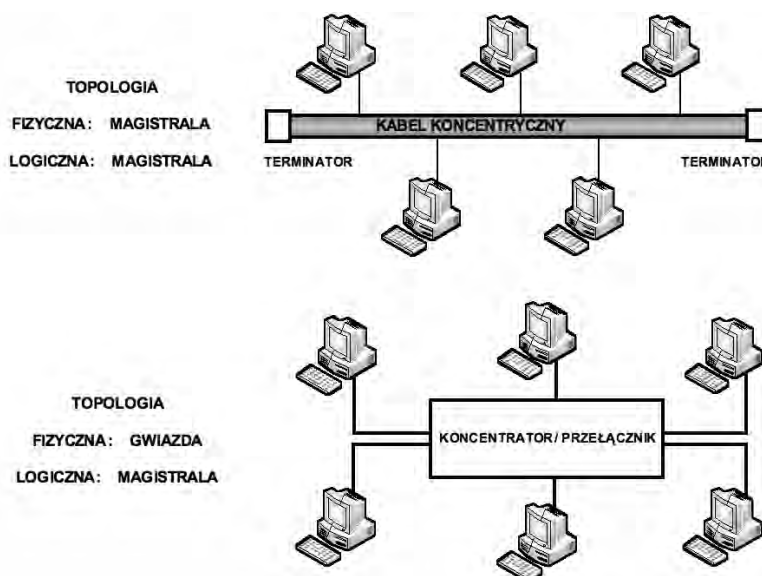 TOPOLOGIA
FIZYCZNA: MAGISTRALA
LOGICZNA: MAGISTRALA
KABEL KONCENTRYCZNY
TERMINATOR
TERMINATOR
TOPOLOGIA
FIZYCZNA: GWIAZDA
LOGICZNA: MAGISTRALA
KONCENTRATOR/ PRZEŁĄCZNIK